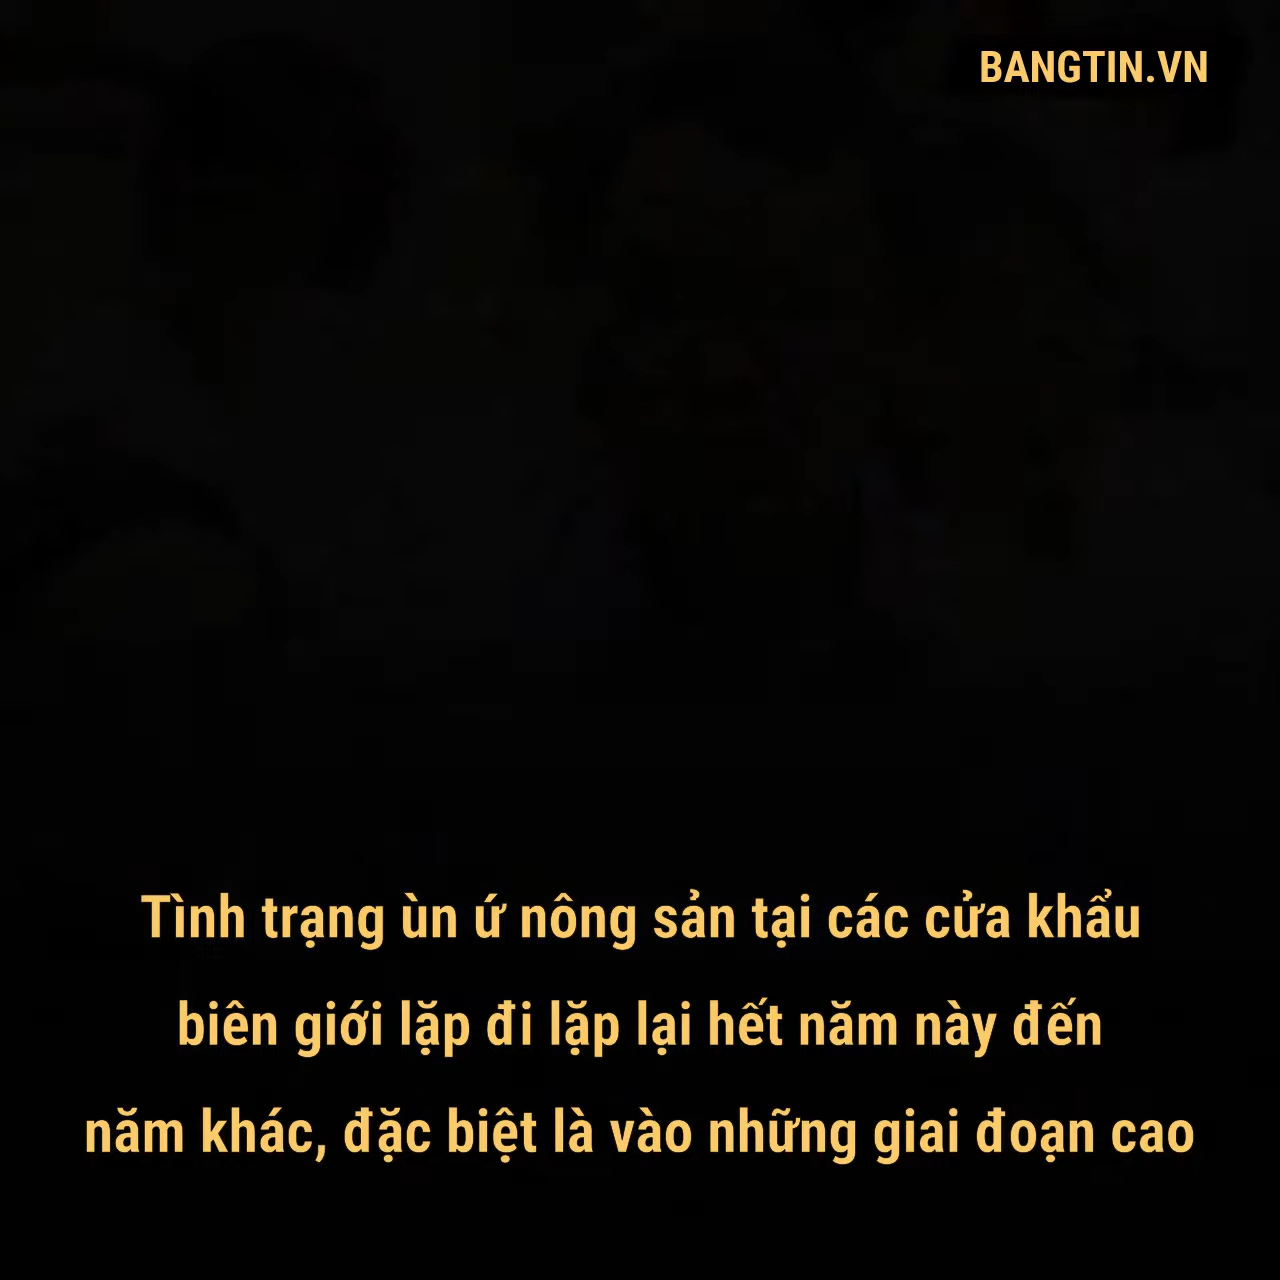 BANGTIN.VN
Tình trạng ùn ứ nông sản tại các cửa khẩu
biên giới lặp đi lặp lại hết năm này đến
năm khác, đặc biệt là vào những giai đoạn cao